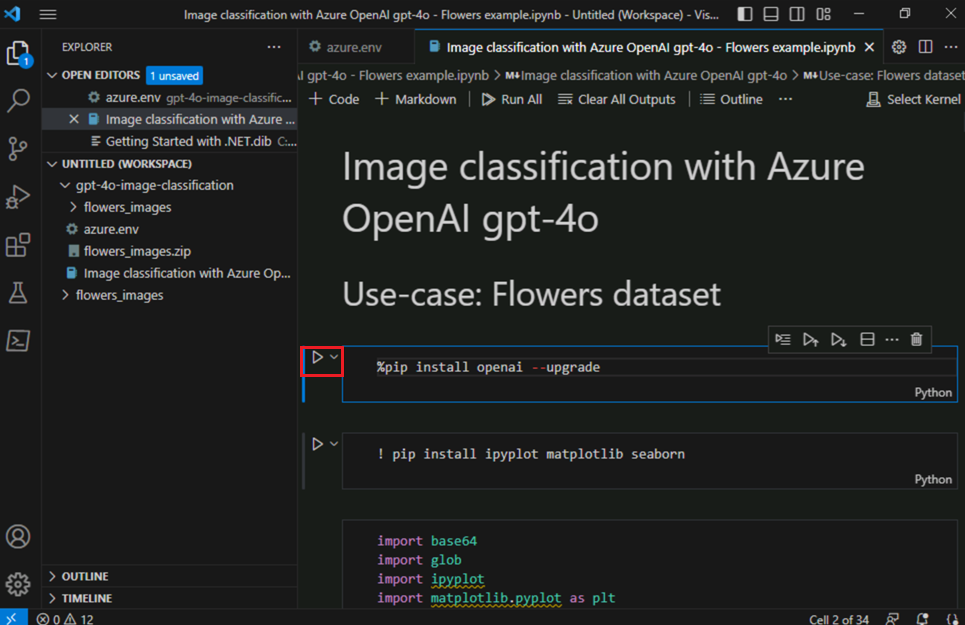 Image classification with Azure OpenAI gpt-4o - Flowers example.ipynb - Untitled (Workspace) - Vis...
EXPLORER
1
OPEN EDITORS 1 unsaved
azure.env gpt-4o-image-classific...
Image classification with Azure ...
Getting Started with .NET.dib C:...
UNTITLED (WORKSPACE)
gpt-4o-image-classification
flowers_images
azure.env
flowers_images.zip
Image classification with Azure Op...
flowers_images
OUTLINE
TIMELINE
azure.env
Image classification with Azure OpenAI gpt-4o - Flowers example.ipynb
AI gpt-4o - Flowers example.ipynb > M↓Image classification with Azure OpenAI gpt-4o > M↓Use-case: Flowers dataset
+ Code + Markdown Run All Clear All Outputs Outline ... Select Kernel
Image classification with Azure
OpenAI gpt-4o
Use-case: Flowers dataset
%pip install openai --upgrade
Python
! pip install ipyplot matplotlib seaborn
Python
import base64
import glob
import ipyplot
import matplotlib.pyplot as plt
0 12
Cell 2 of 34